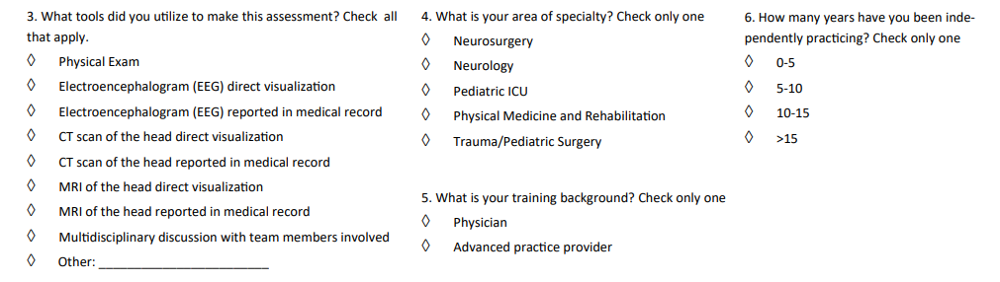 3. What tools did you utilize to make this assessment? Check all
that apply.
◊ Physical Exam
◊ Electroencephalogram (EEG) direct visualization
◊ Electroencephalogram (EEG) reported in medical record
◊ CT scan of the head direct visualization
◊ CT scan of the head reported in medical record
◊ MRI of the head direct visualization
◊ MRI of the head reported in medical record
◊ Multidisciplinary discussion with team members involved
◊ Other: __________________________
4. What is your area of specialty? Check only one
◊ Neurosurgery
◊ Neurology
◊ Pediatric ICU
◊ Physical Medicine and Rehabilitation
◊ Trauma/Pediatric Surgery
5. What is your training background? Check only one
◊ Physician
◊ Advanced practice provider
6. How many years have you been inde-
pendently practicing? Check only one
◊ 0-5
◊ 5-10
◊ 10-15
◊ >15